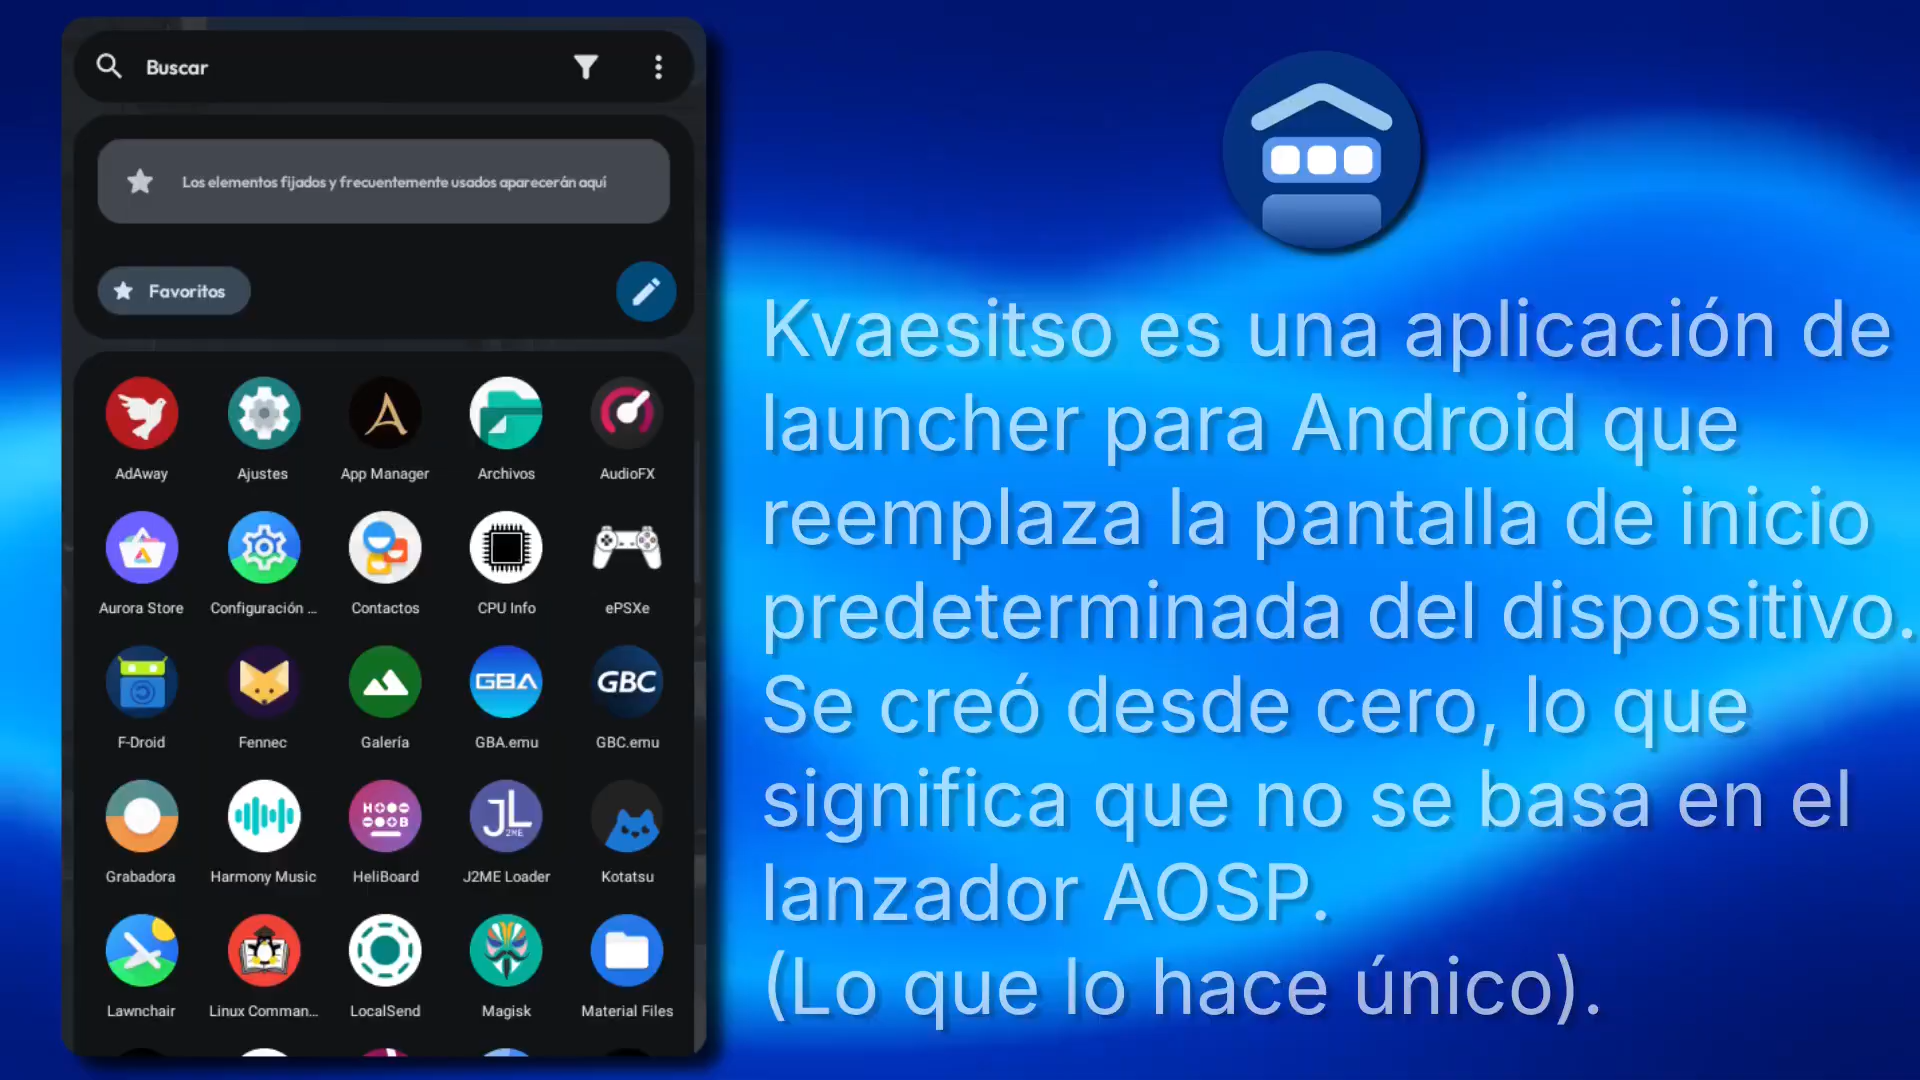 Buscar
Los elementos fijados y frecuentemente usados aparecerán aquí
Favoritos
AdAway
Ajustes
App Manager
Archivos
AudioFX
Aurora Store
Configuración ...
Contactos
CPU Info
ePSXe
F-Droid
Fennec
Galería
GBA
GBA.emu
GBC
GBC.emu
Grabadora
Harmony Music
HeliBoard
JL
2ME
J2ME Loader
Kotatsu
Lawnchair
Linux Comman...
LocalSend
Magisk
Material Files
Kvaesitso es una aplicación de
launcher para Android que
reemplaza la pantalla de inicio
predeterminada del dispositivo.
Se creó desde cero, lo que
significa que no se basa en el
lanzador AOSP.
(Lo que lo hace único).